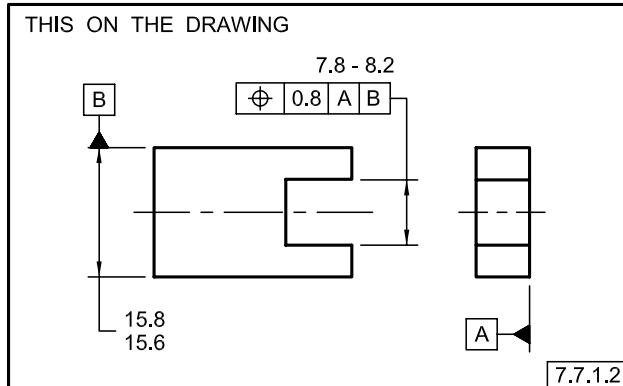 THIS ON THE DRAWING
7.8 - 8.2
⌖ 0.8 A B
B
15.8
15.6
A
7.7.1.2